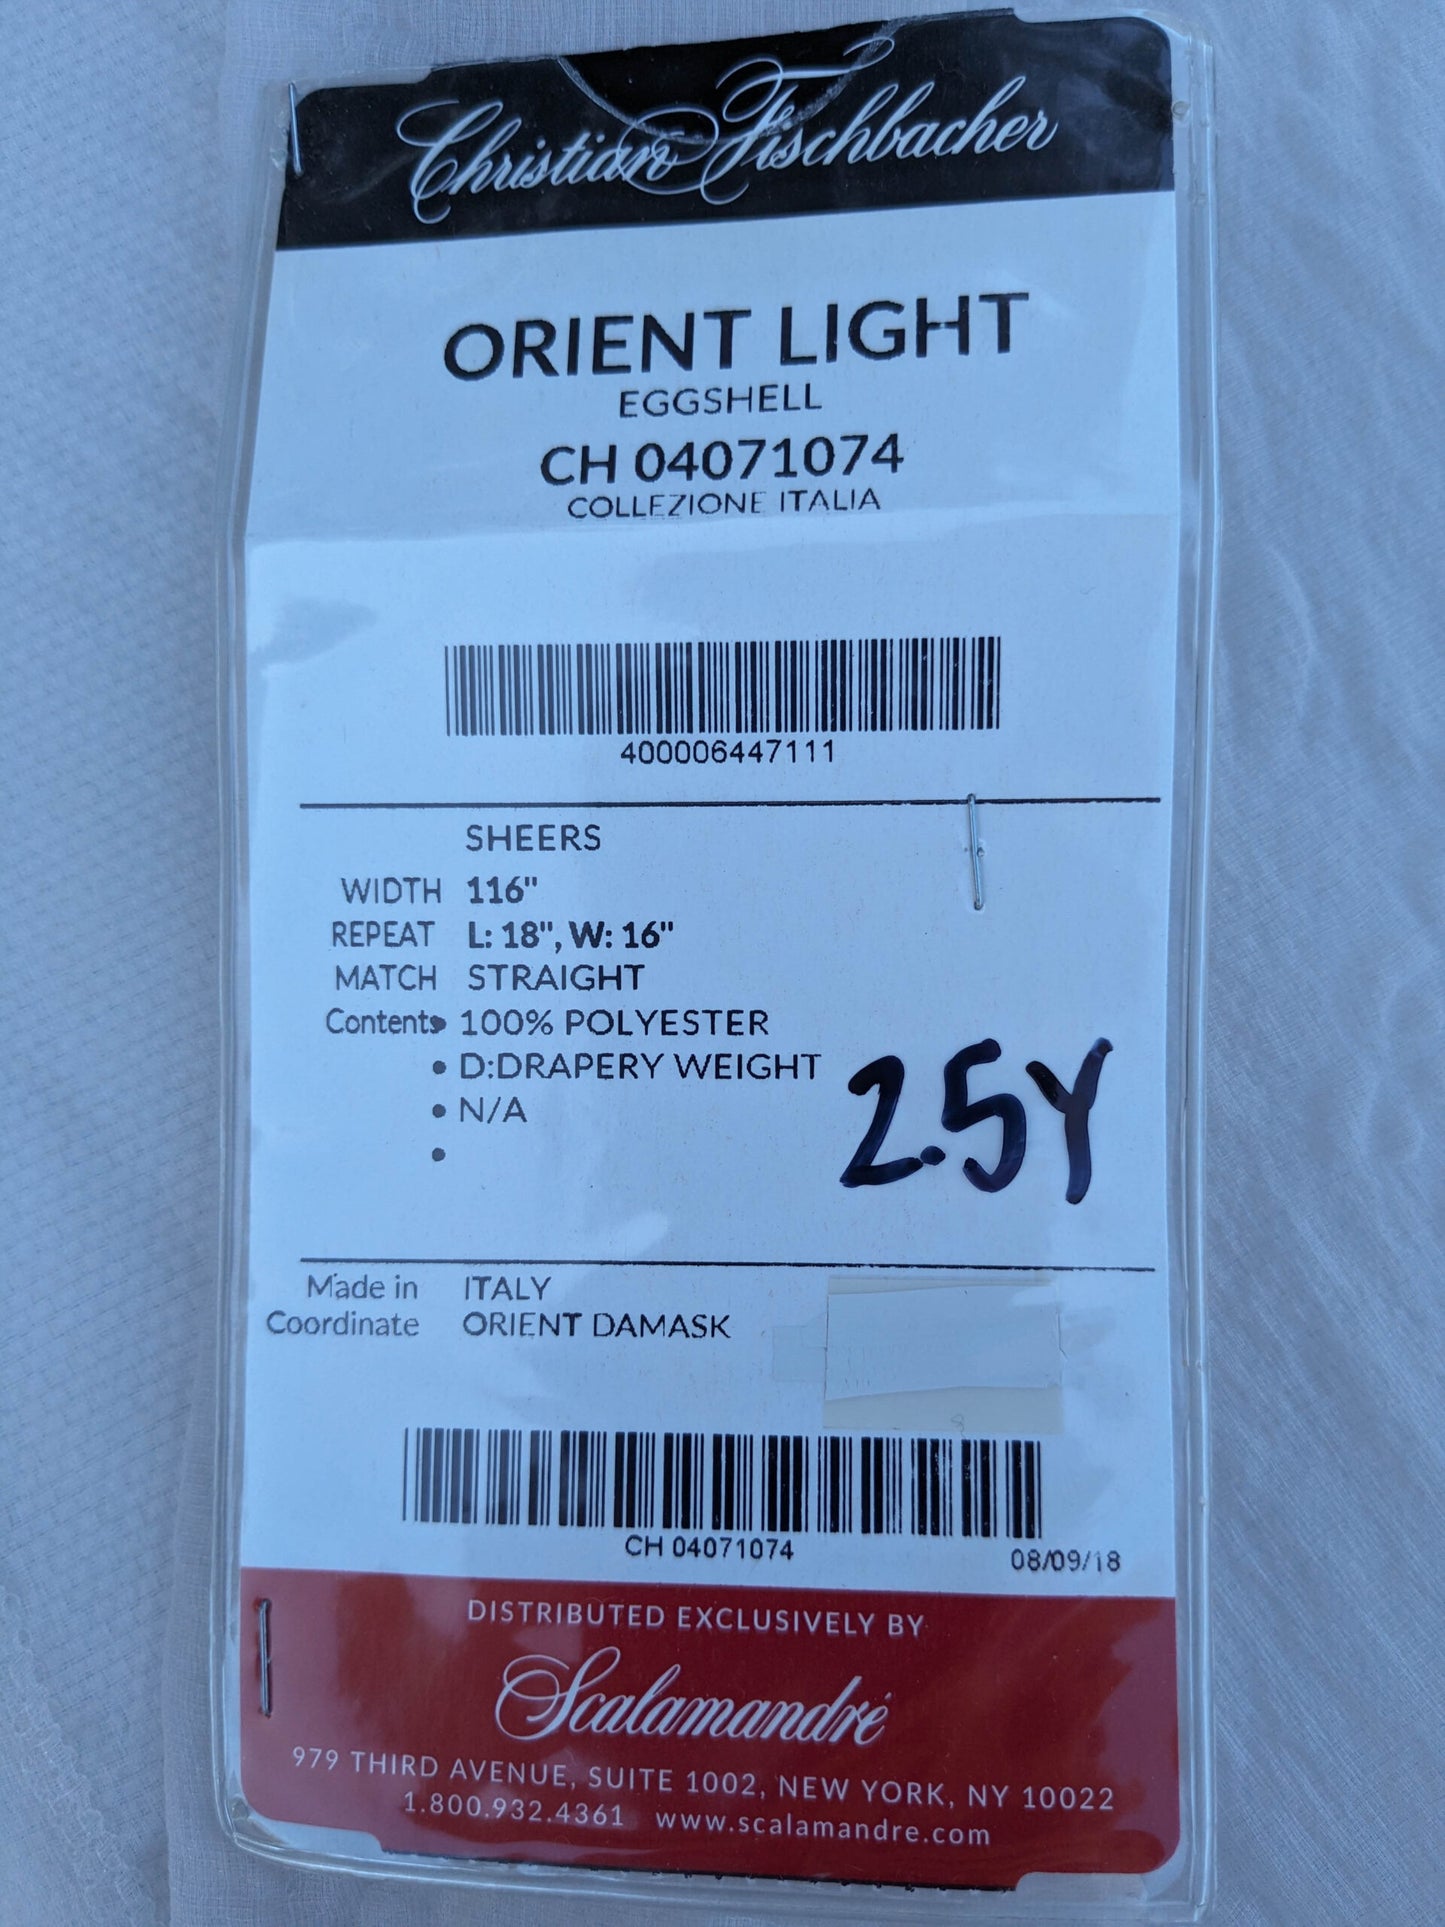 Christian Fischbacher
ORIENT LIGHT
EGGSHELL
CH 04071074
COLLEZIONE ITALIA
400006447111
SHEERS
WIDTH 116"
REPEAT L: 18", W: 16"
MATCH STRAIGHT
Contents • 100% POLYESTER
• D:DRAPERY WEIGHT
• N/A
•
2.5Y
Made in ITALY
Coordinate ORIENT DAMASK
CH 04071074
08/09/18
DISTRIBUTED EXCLUSIVELY BY
Scalamandré
979 THIRD AVENUE, SUITE 1002, NEW YORK, NY 10022
1.800.932.4361 www.scalamandre.com